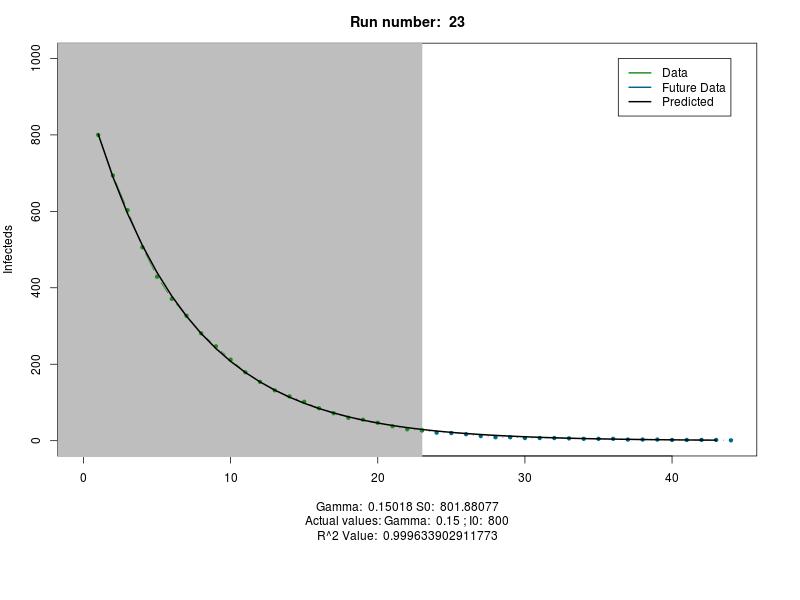 Run number:  23
Data
Future Data
Predicted
Infecteds
1000
800
600
400
200
0
0 10 20 30 40
Gamma: 0.15018 S0: 801.88077
Actual values: Gamma: 0.15 ; I0: 800
R^2 Value: 0.999633902911773